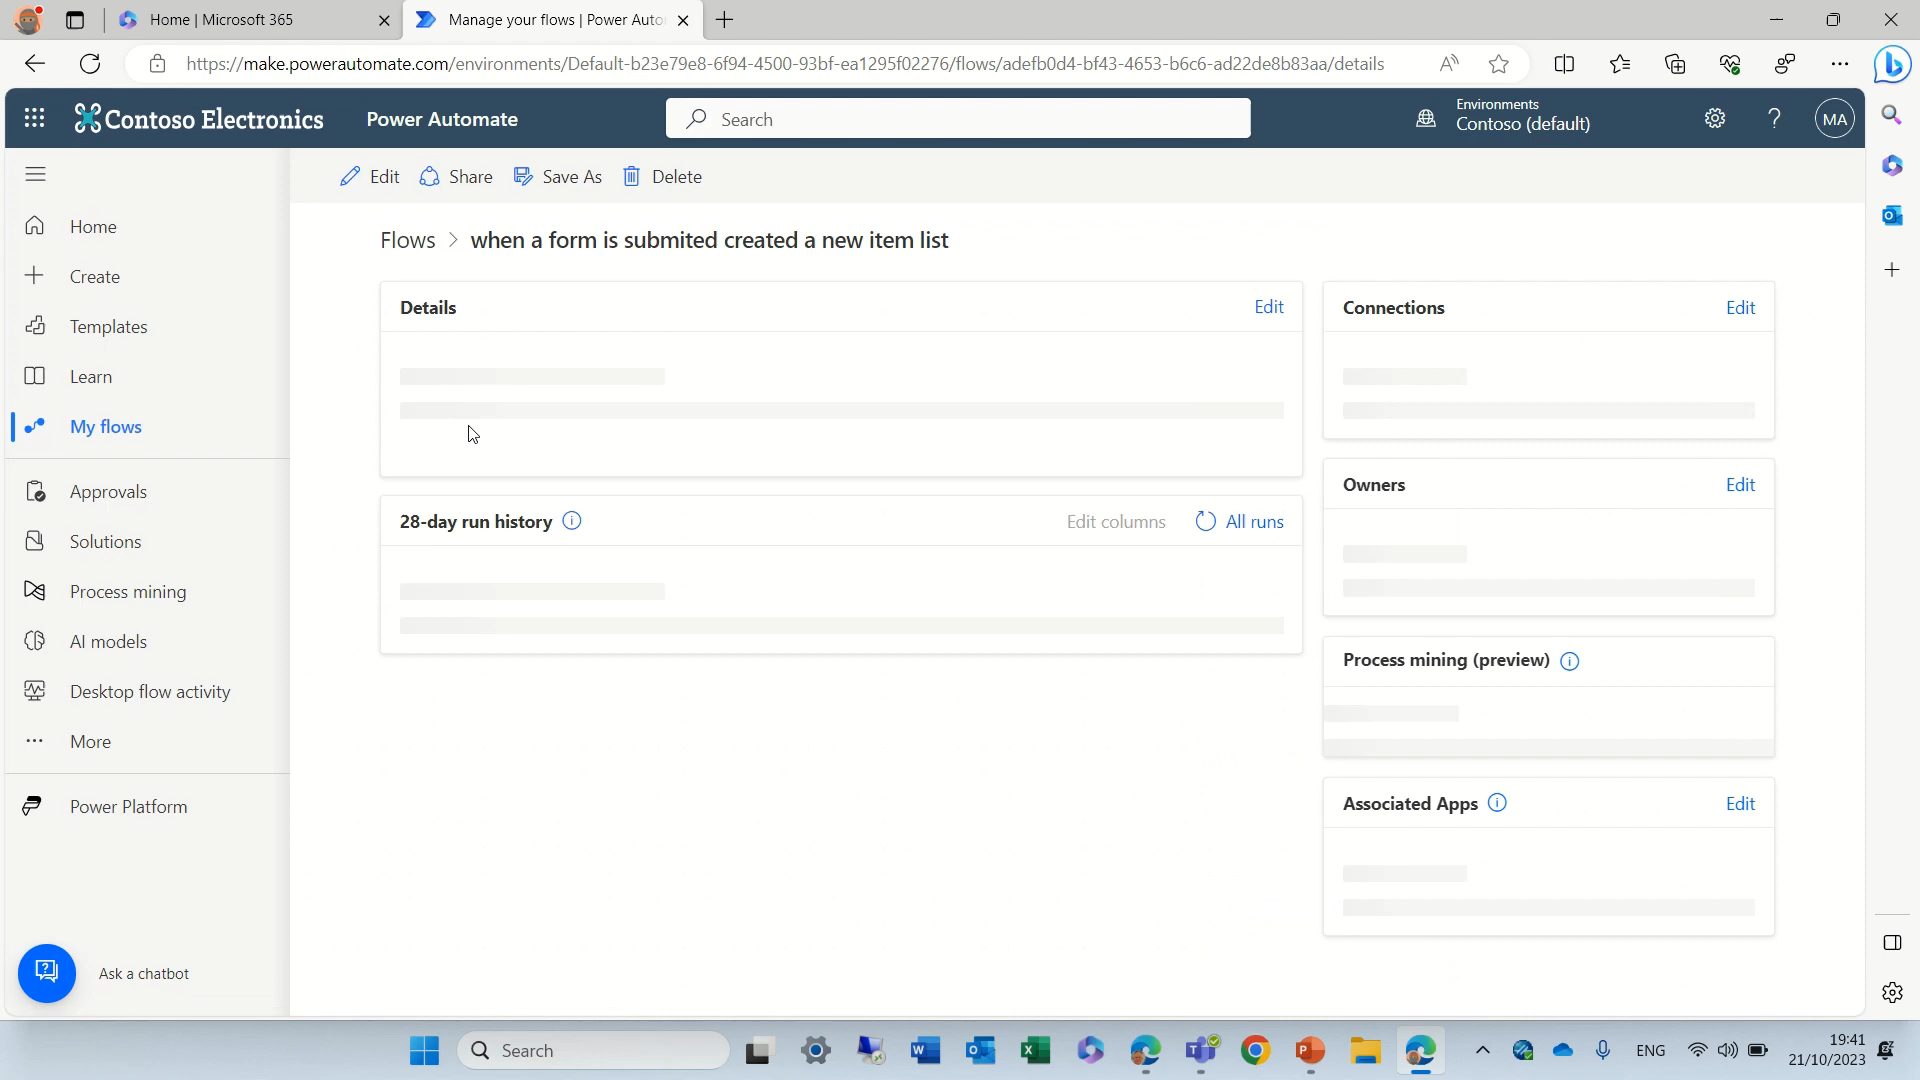 Home | Microsoft 365
Manage your flows | Power Auto
https://make.powerautomate.com/environments/Default-b23e79e8-6f94-4500-93bf-ea1295f02276/flows/adefb0d4-bf43-4653-b6c6-ad22de8b83aa/details
Contoso Electronics
Power Automate
Search
Environments
Contoso (default)
?
MA
Edit
Share
Save As
Delete
Home
Create
Templates
Learn
My flows
Approvals
Solutions
Process mining
AI models
Desktop flow activity
More
Power Platform
Ask a chatbot
Flows > when a form is submited created a new item list
Details
Edit
28-day run history
Edit columns
All runs
Connections
Edit
Owners
Edit
Process mining (preview)
Associated Apps
Edit
Search
ENG
19:41
21/10/2023